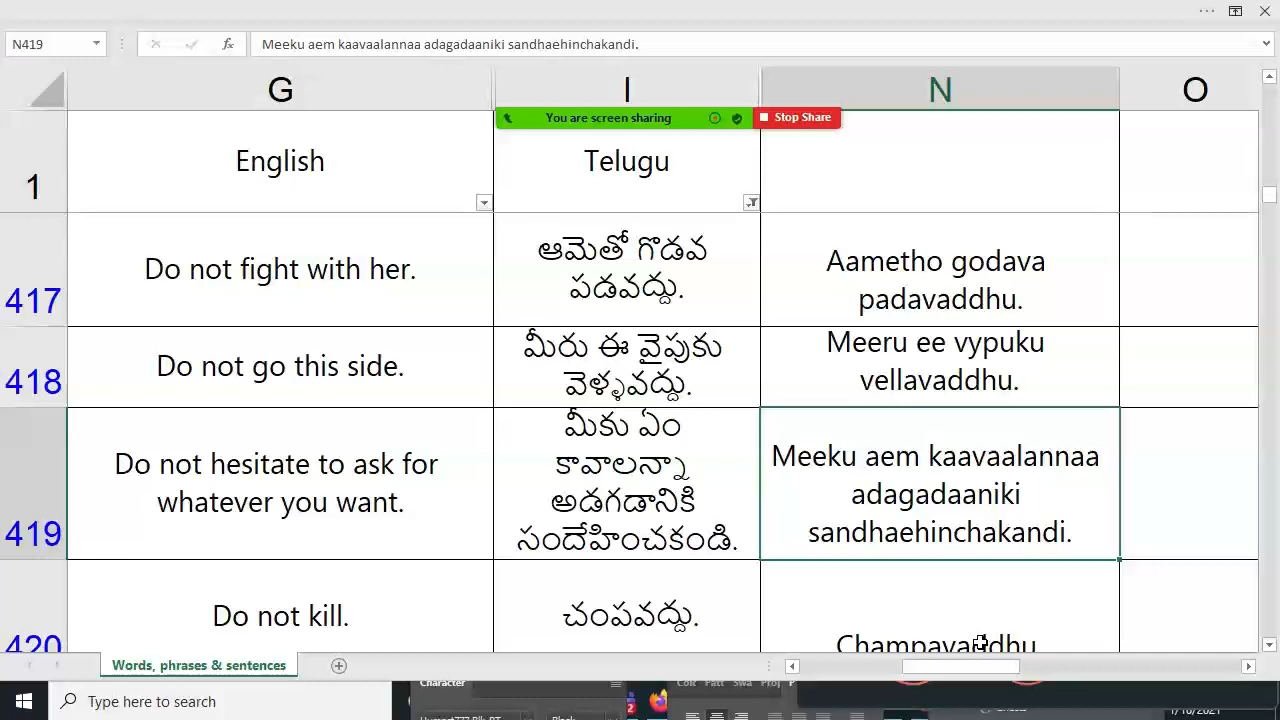 N419
Meeku aem kaavaalannaa adagadaaniki sandhaehinchakandi.
G I N O
You are screen sharing Stop Share
1 English Telugu
417 Do not fight with her.
ఆమెతో గొడవ
పడవద్దు.
Aametho godava
padavaddhu.
418 Do not go this side.
మీరు ఈ వైపుకు
వెళ్ళవద్దు.
Meeru ee vypuku
vellavaddhu.
419 Do not hesitate to ask for
whatever you want.
మీకు ఏం
కావాలన్నా
అడగడానికి
సందేహించకండి.
Meeku aem kaavaalannaa
adagadaaniki
sandhaehinchakandi.
420 Do not kill.
చంపవద్దు.
Champavaddhu
Words, phrases & sentences
Type here to search
Character